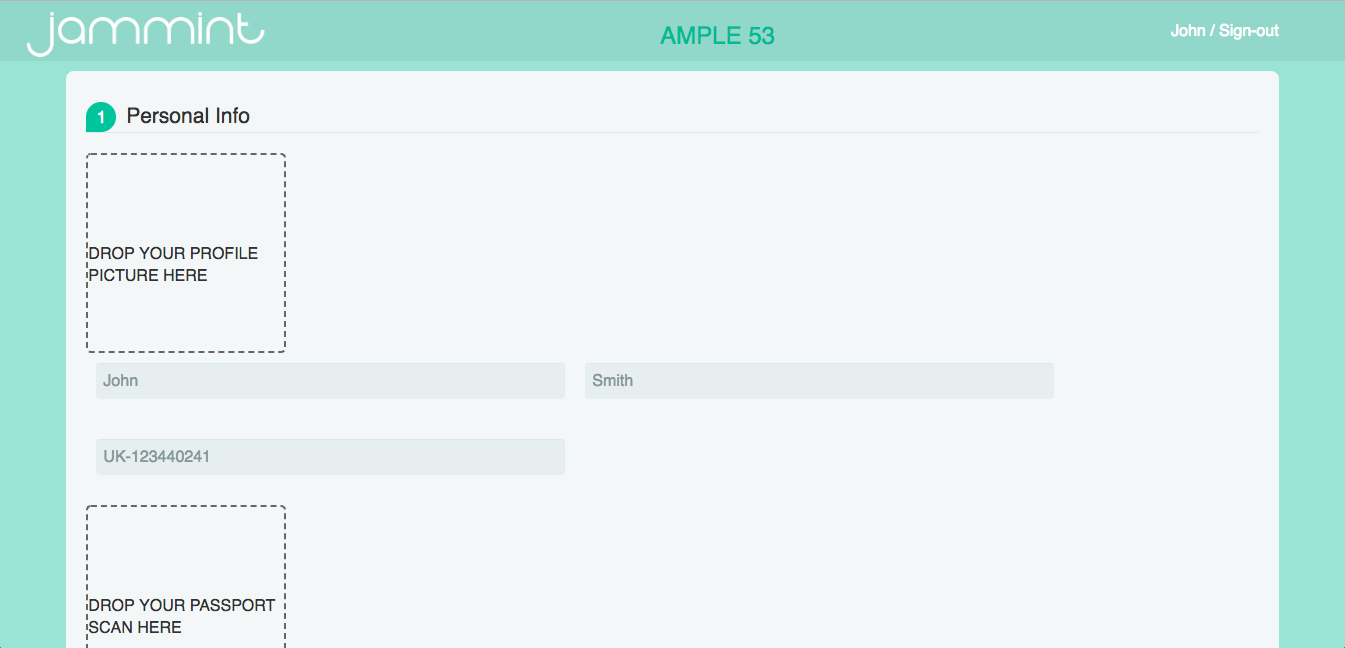 jammint
AMPLE 53
John / Sign-out
1 Personal Info
DROP YOUR PROFILE
PICTURE HERE
John
Smith
UK-123440241
DROP YOUR PASSPORT
SCAN HERE